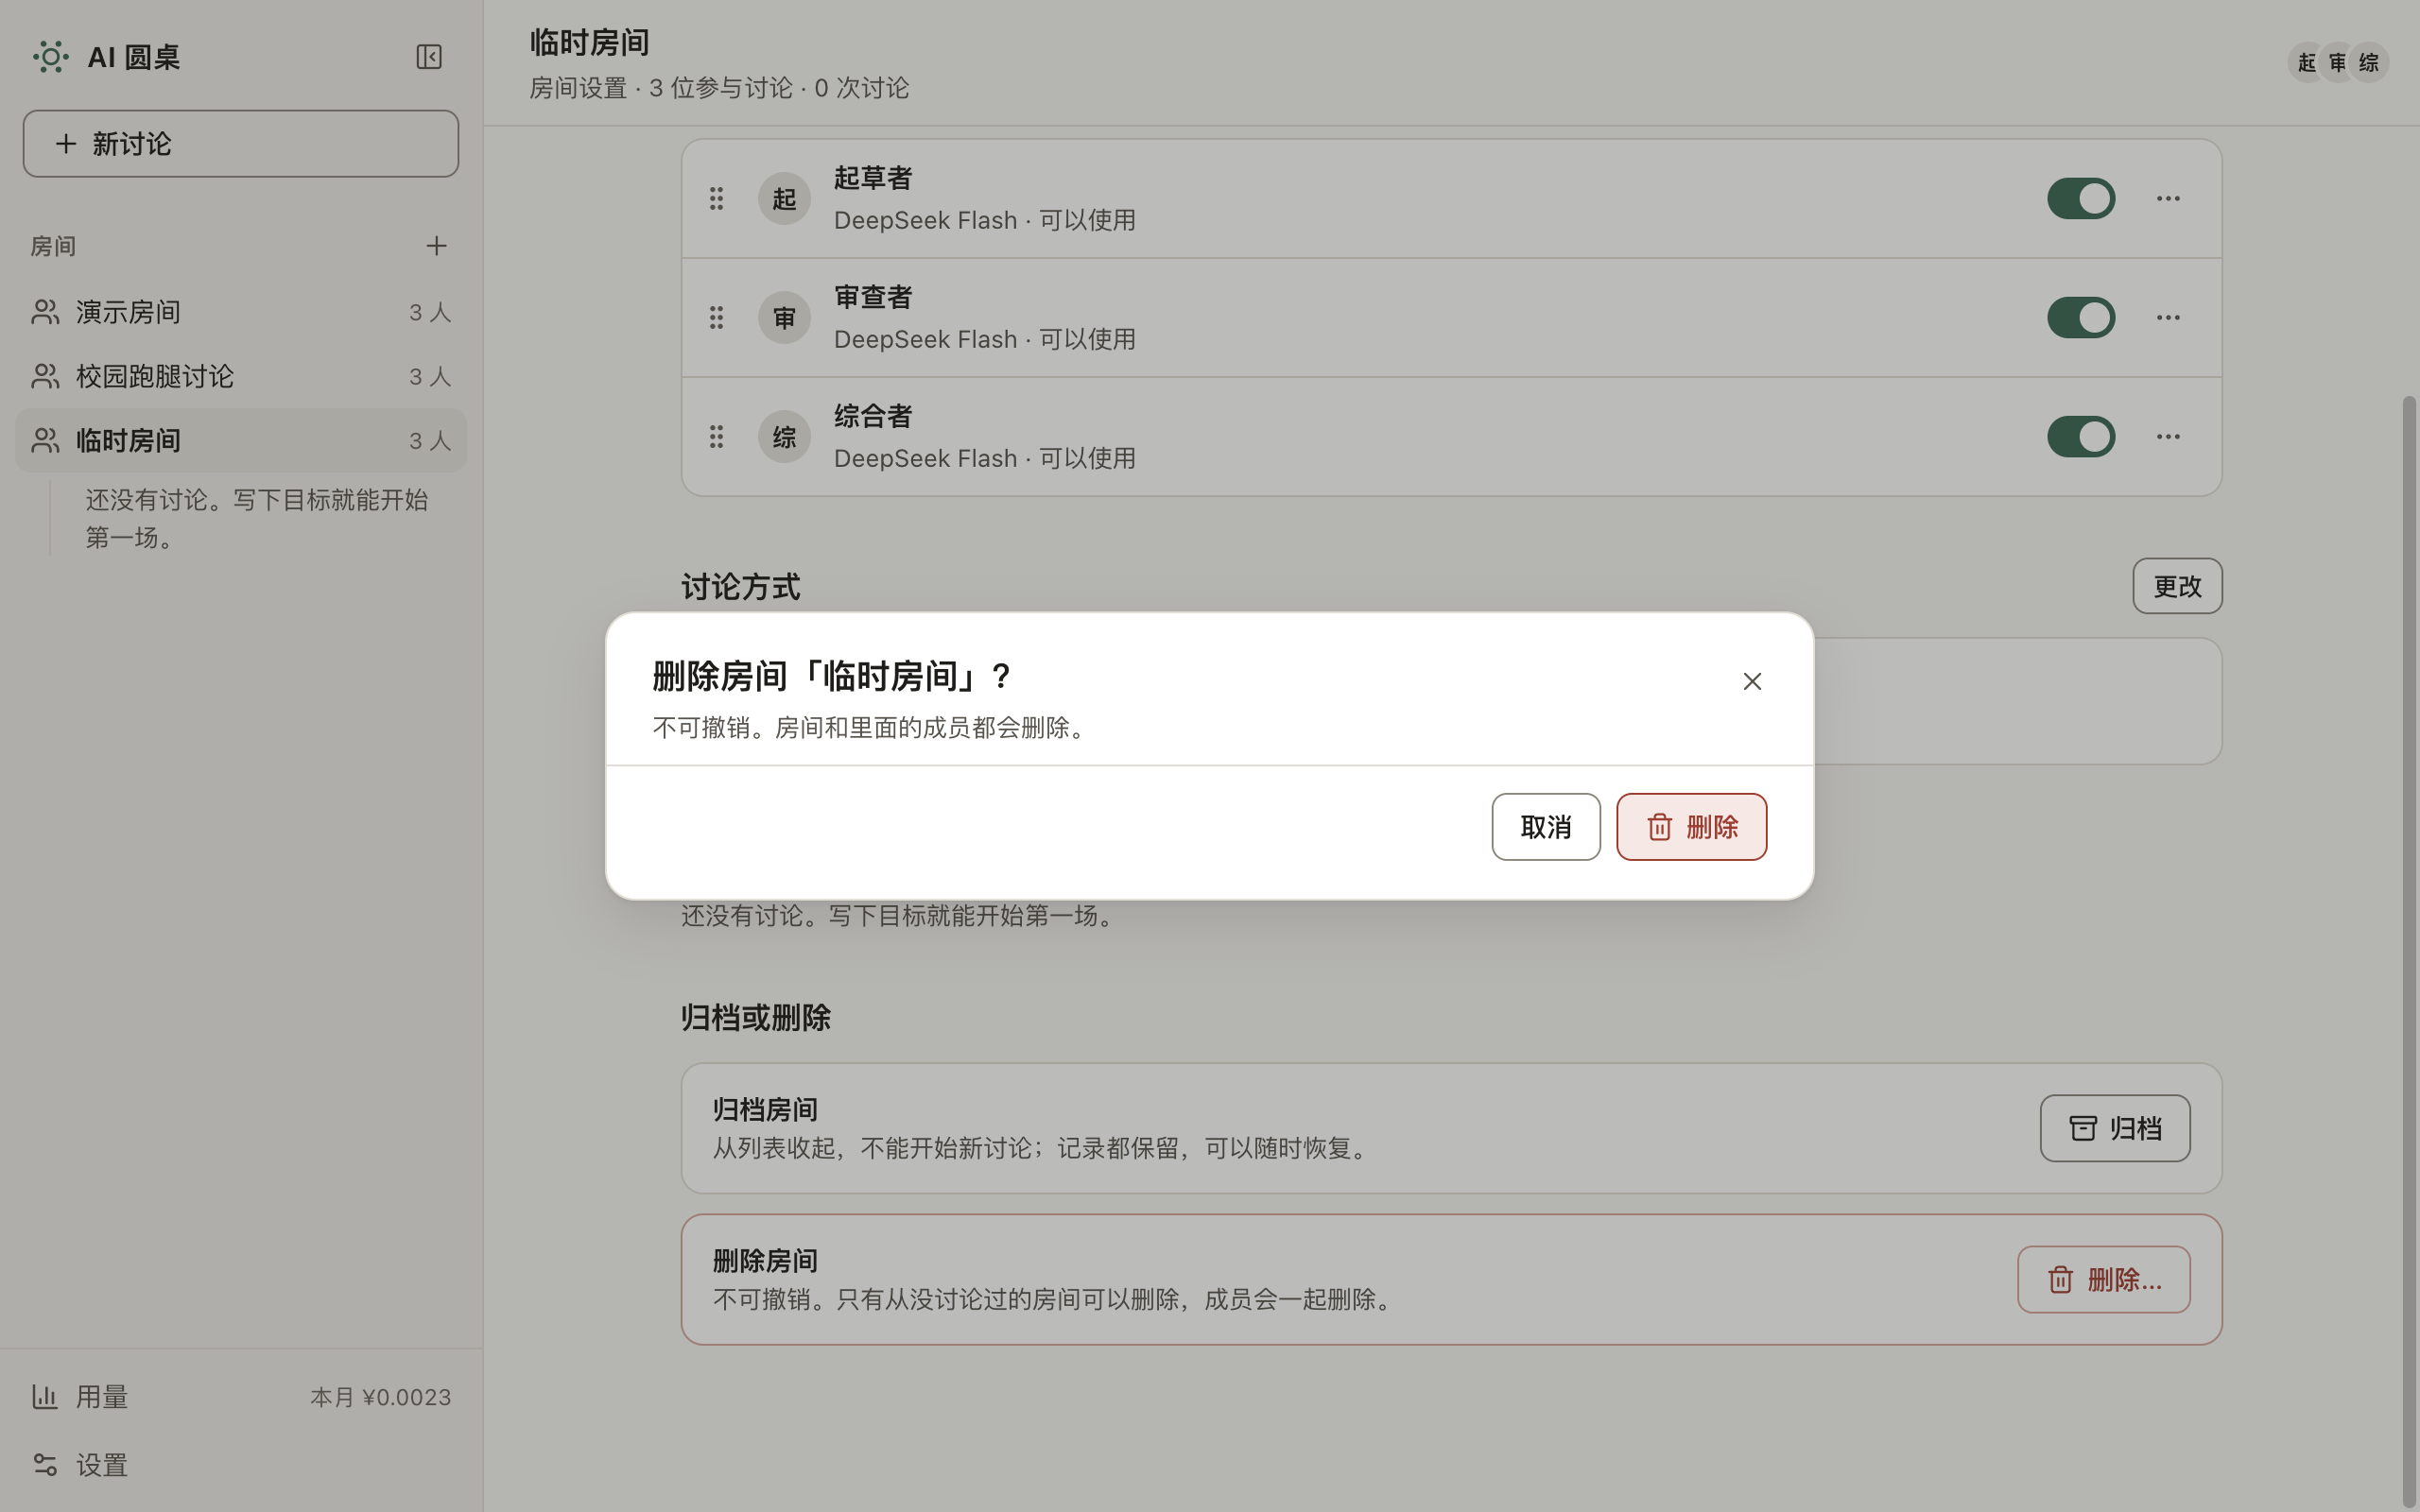 AI 圆桌
新讨论
房间
演示房间 3 人
校园跑腿讨论 3 人
临时房间 3 人
还没有讨论。写下目标就能开始
第一场。
用量 本月 ¥0.0023
设置
临时房间
房间设置 · 3 位参与讨论 · 0 次讨论
起 审 综
起 起草者
DeepSeek Flash · 可以使用
审 审查者
DeepSeek Flash · 可以使用
综 综合者
DeepSeek Flash · 可以使用
讨论方式 更改
删除房间「临时房间」?
不可撤销。房间和里面的成员都会删除。
取消 删除
还没有讨论。写下目标就能开始第一场。
归档或删除
归档房间
从列表收起，不能开始新讨论；记录都保留，可以随时恢复。
归档
删除房间
不可撤销。只有从没讨论过的房间可以删除，成员会一起删除。
删除...